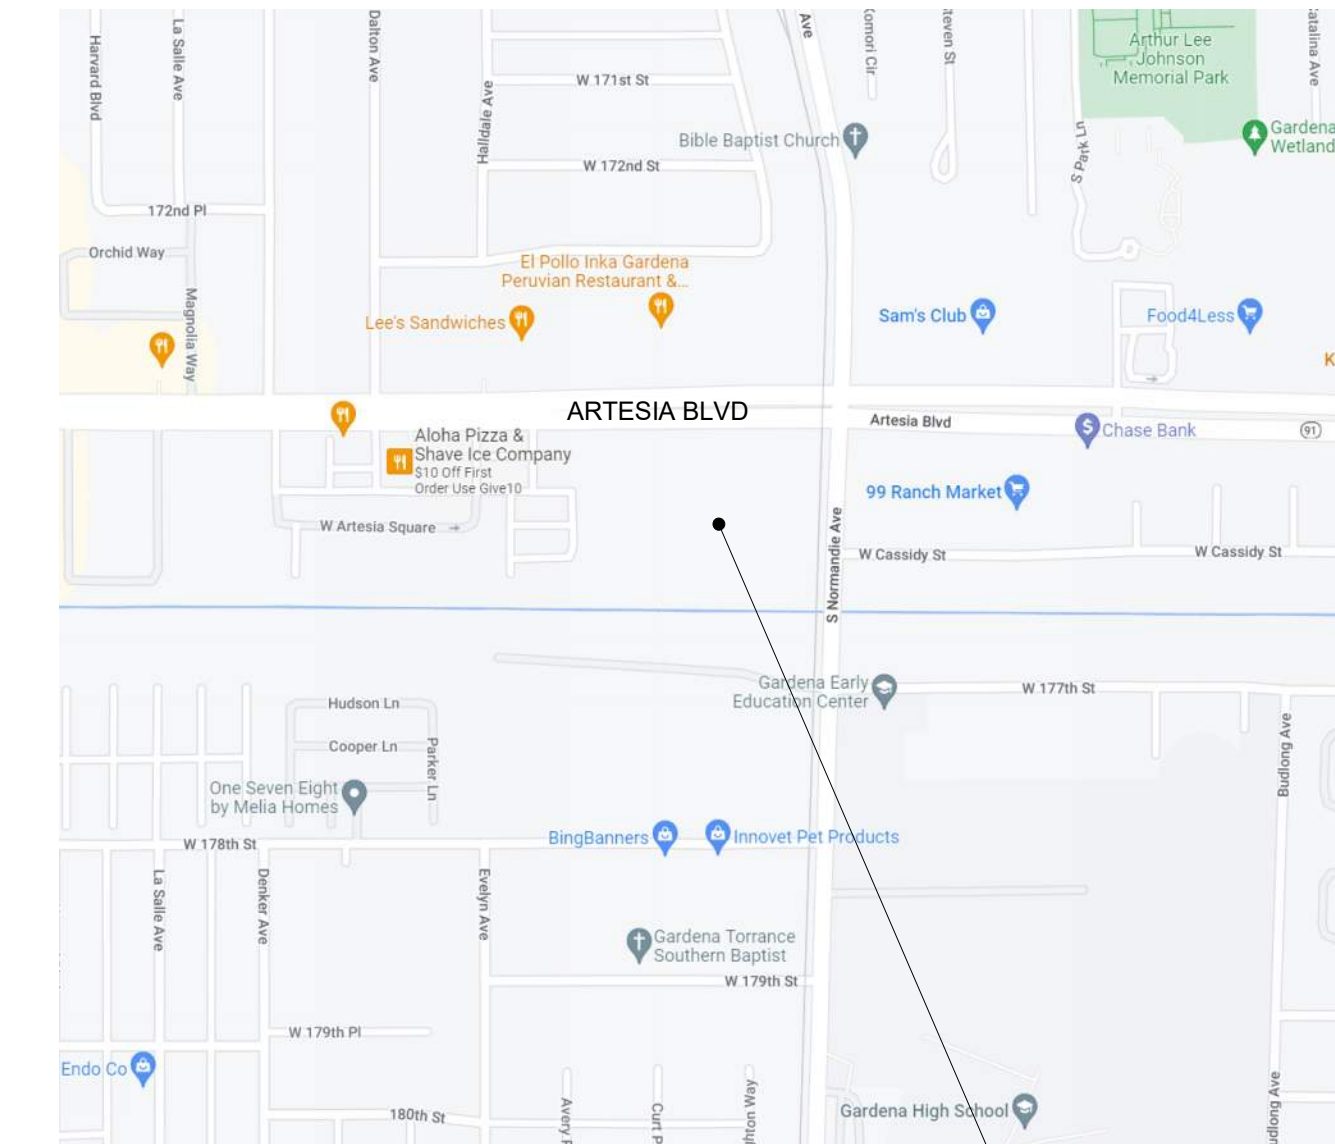 Harvard Blvd
La Salle Ave
Dalton Ave
Halldale Ave
W 171st St
W 172nd St
Ave
Komori Cir
Steven St
Arthur Lee
Johnson
Memorial Park
Catalina Ave
Bible Baptist Church
S Park Ln
Gardena
Wetland
172nd Pl
Orchid Way
Magnolia Way
El Pollo Inka Gardena
Peruvian Restaurant &...
Lee's Sandwiches
Sam's Club
Food4Less
K
ARTESIA BLVD
Artesia Blvd
Chase Bank
91
Aloha Pizza &
Shave Ice Company
$10 Off First
Order Use Give10
99 Ranch Market
W Artesia Square
S Normandie Ave
W Cassidy St
W Cassidy St
Gardena Early
Education Center
W 177th St
Hudson Ln
Cooper Ln
Parker Ln
Budlong Ave
One Seven Eight
by Melia Homes
W 178th St
BingBanners
Innovet Pet Products
La Salle Ave
Denker Ave
Evelyn Ave
Gardena Torrance
Southern Baptist
W 179th St
W 179th Pl
Endo Co
180th St
Avery P
Curt P
hton Way
Gardena High School
dlong Ave